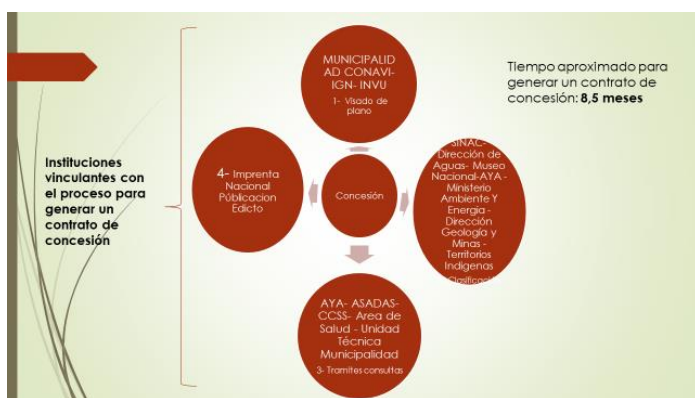 MUNICIPALID
AD CONAVI-
IGN- INVU
1- Visado de
plano
Tiempo aproximado para
generar un contrato de
concesión: 8,5 meses
Instituciones
vinculantes con
el proceso para
generar un
contrato de
concesión
4- Imprenta
Nacional
Públicacion
Edicto
Concesión
SINAC-
Dirección de
Aguas- Museo
Nacional-AYA -
Ministerio
Ambiente Y
Energia -
Dirección
Geología y
Minas -
Territorios
Indígenas
Clasificació
AYA- ASADAS-
CCSS- Area de
Salud - Unidad
Técnica
Municipalidad
3- Tramites consultas